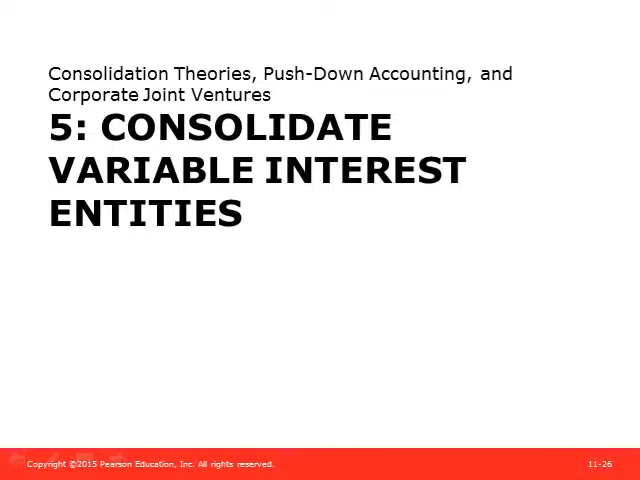 Consolidation Theories, Push-Down Accounting, and
Corporate Joint Ventures
5: CONSOLIDATE
VARIABLE INTEREST
ENTITIES
Copyright ©2015 Pearson Education, Inc. All rights reserved.
11-26